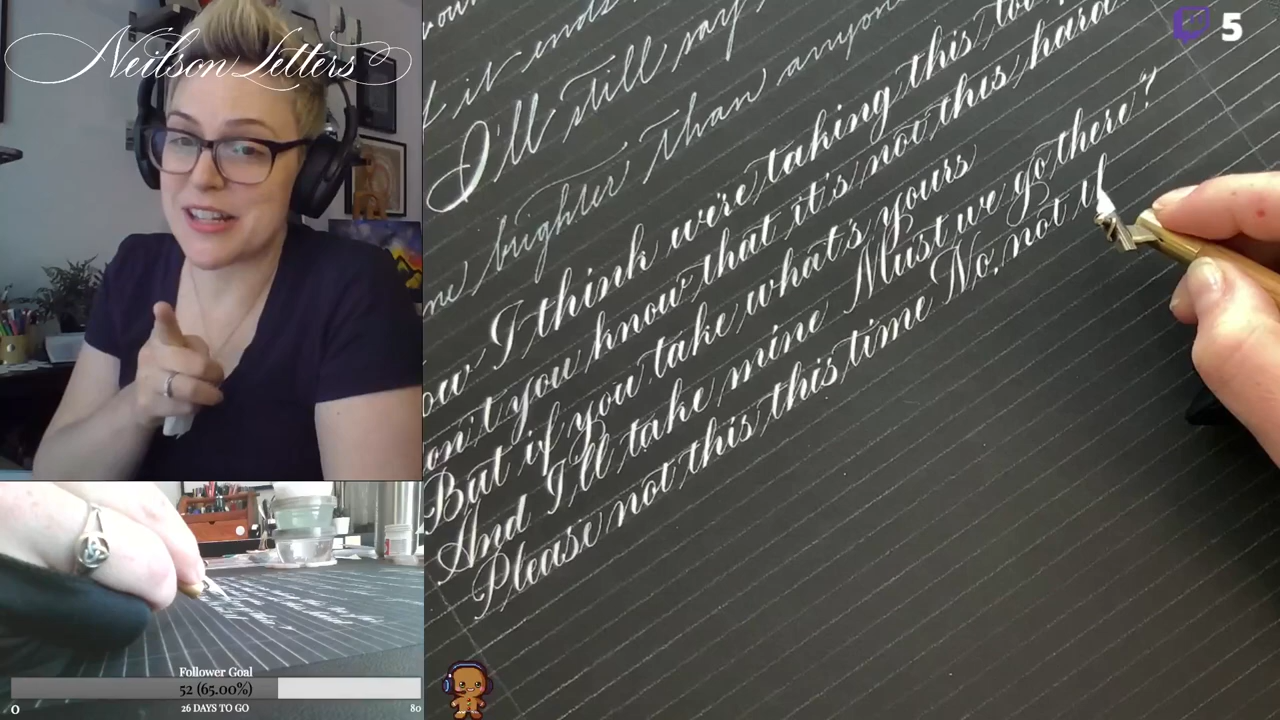 Neilson Letters
5
it ends
I'll still say
brighter than anyone
I think we're taking this too
on't you know that it's not this hard
But if you take what's yours
And I'll take mine Must we go there?
Please not this this time No, not t
Follower Goal
52 (65.00%)
0 26 DAYS TO GO 80